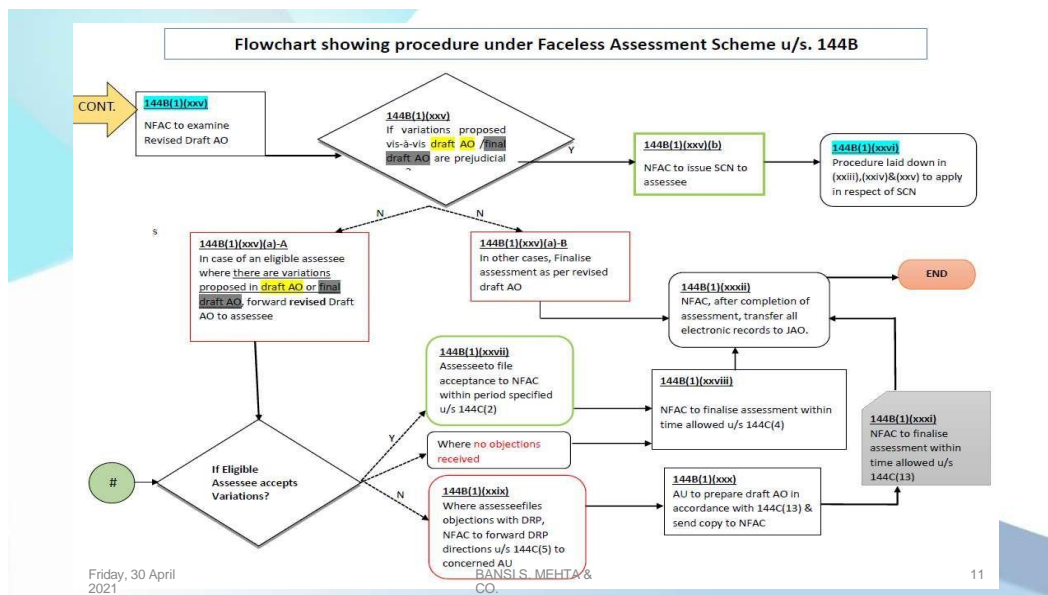 Flowchart showing procedure under Faceless Assessment Scheme u/s. 144B
CONT.
144B(1)(xxv)
NFAC to examine
Revised Draft AO
144B(1)(xxv)
If variations proposed
vis-à-vis draft AO /final
draft AO are prejudicial
Y
144B(1)(xxv)(b)
NFAC to issue SCN to
assessee
144B(1)(xxvi)
Procedure laid down in
(xxiii),(xxiv)&(xxv) to apply
in respect of SCN
N
N
s
144B(1)(xxv)(a)-A
In case of an eligible assessee
where there are variations
proposed in draft AO or final
draft AO, forward revised Draft
AO to assessee
144B(1)(xxv)(a)-B
In other cases, Finalise
assessment as per revised
draft AO
144B(1)(xxxii)
NFAC, after completion of
assessment, transfer all
electronic records to JAO.
END
144B(1)(xxvii)
Assesseeto file
acceptance to NFAC
within period specified
u/s 144C(2)
144B(1)(xxviii)
NFAC to finalise assessment within
time allowed u/s 144C(4)
144B(1)(xxxi)
NFAC to finalise
assessment within
time allowed u/s
144C(13)
Y
Where no objections
received
#
If Eligible
Assessee accepts
Variations?
N
144B(1)(xxix)
Where assesseefiles
objections with DRP,
NFAC to forward DRP
directions u/s 144C(5) to
concerned AU
144B(1)(xxx)
AU to prepare draft AO in
accordance with 144C(13) &
send copy to NFAC
Friday, 30 April
2021
BANSI S. MEHTA &
CO.
11